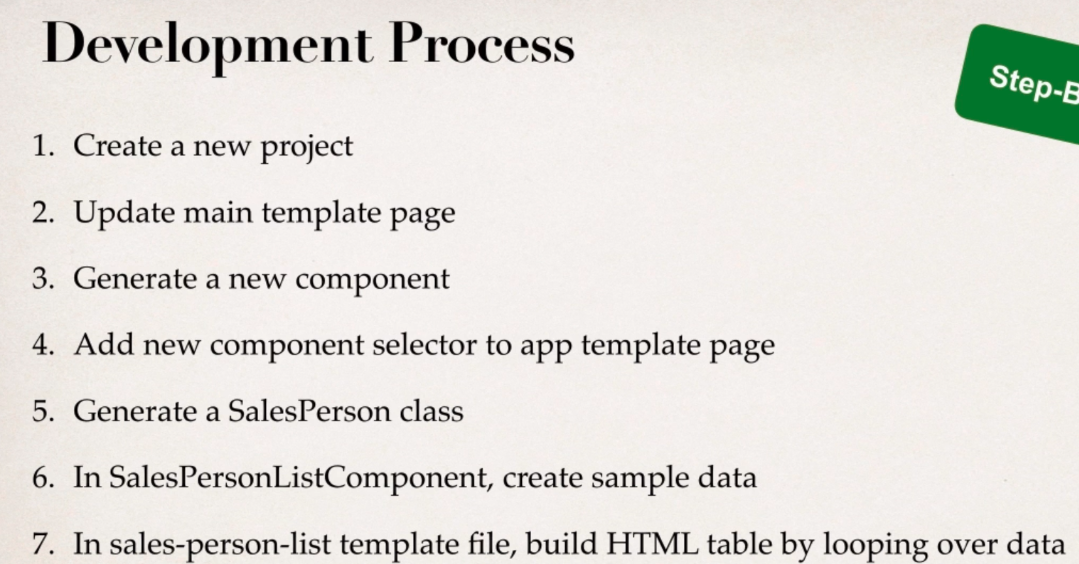 Development Process
Step-B
1. Create a new project
2. Update main template page
3. Generate a new component
4. Add new component selector to app template page
5. Generate a SalesPerson class
6. In SalesPersonListComponent, create sample data
7. In sales-person-list template file, build HTML table by looping over data